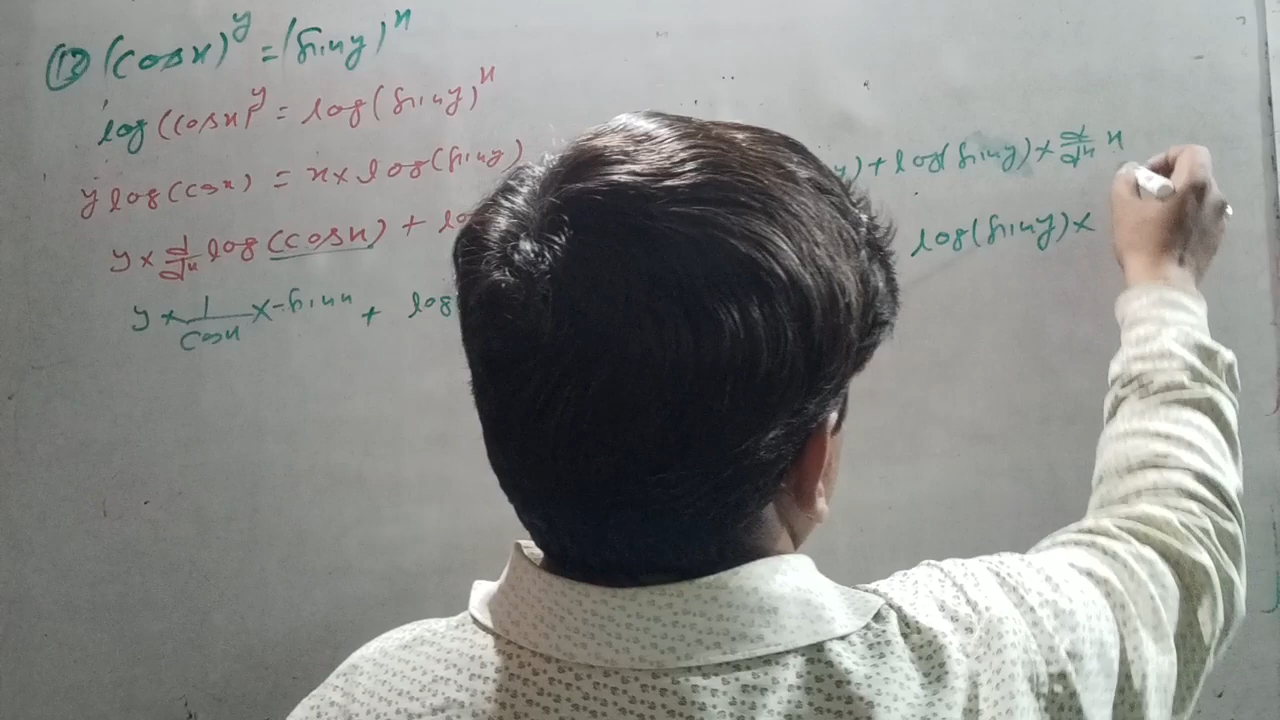 (13) (cosx)^y = (siny)^x
log (cosx)^y = log (siny)^x
y log (cosx) = x × log (siny)
y × d/dx log (cosx) + lo
y) + log (siny) × d/dx x
y × 1/cosx × -sinx + log
log (siny) ×